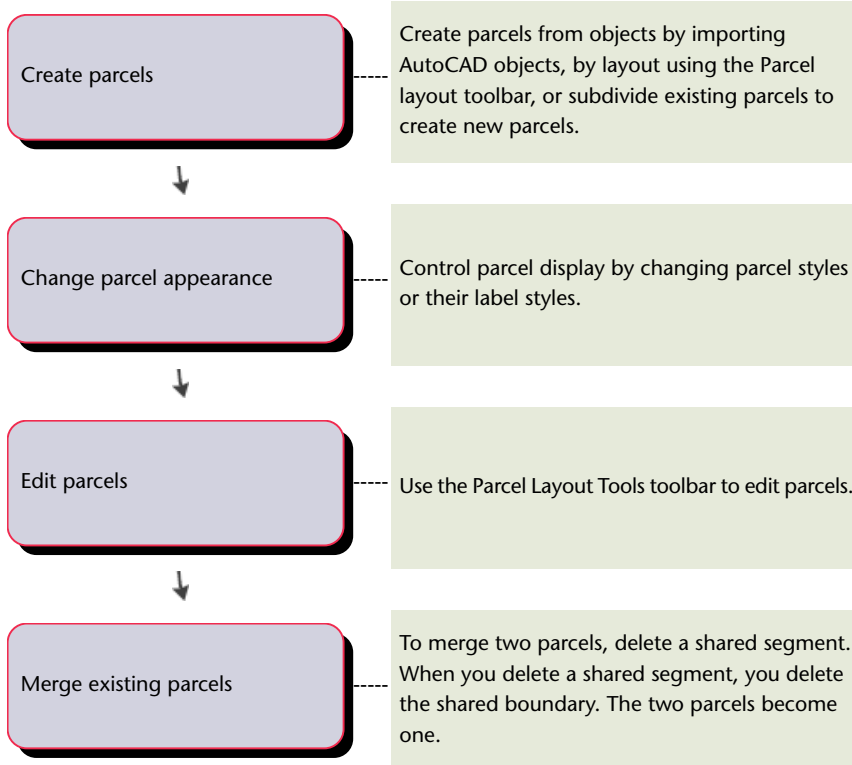 Create parcels
Create parcels from objects by importing
AutoCAD objects, by layout using the Parcel
layout toolbar, or subdivide existing parcels to
create new parcels.
Change parcel appearance
Control parcel display by changing parcel styles
or their label styles.
Edit parcels
Use the Parcel Layout Tools toolbar to edit parcels.
Merge existing parcels
To merge two parcels, delete a shared segment.
When you delete a shared segment, you delete
the shared boundary. The two parcels become
one.